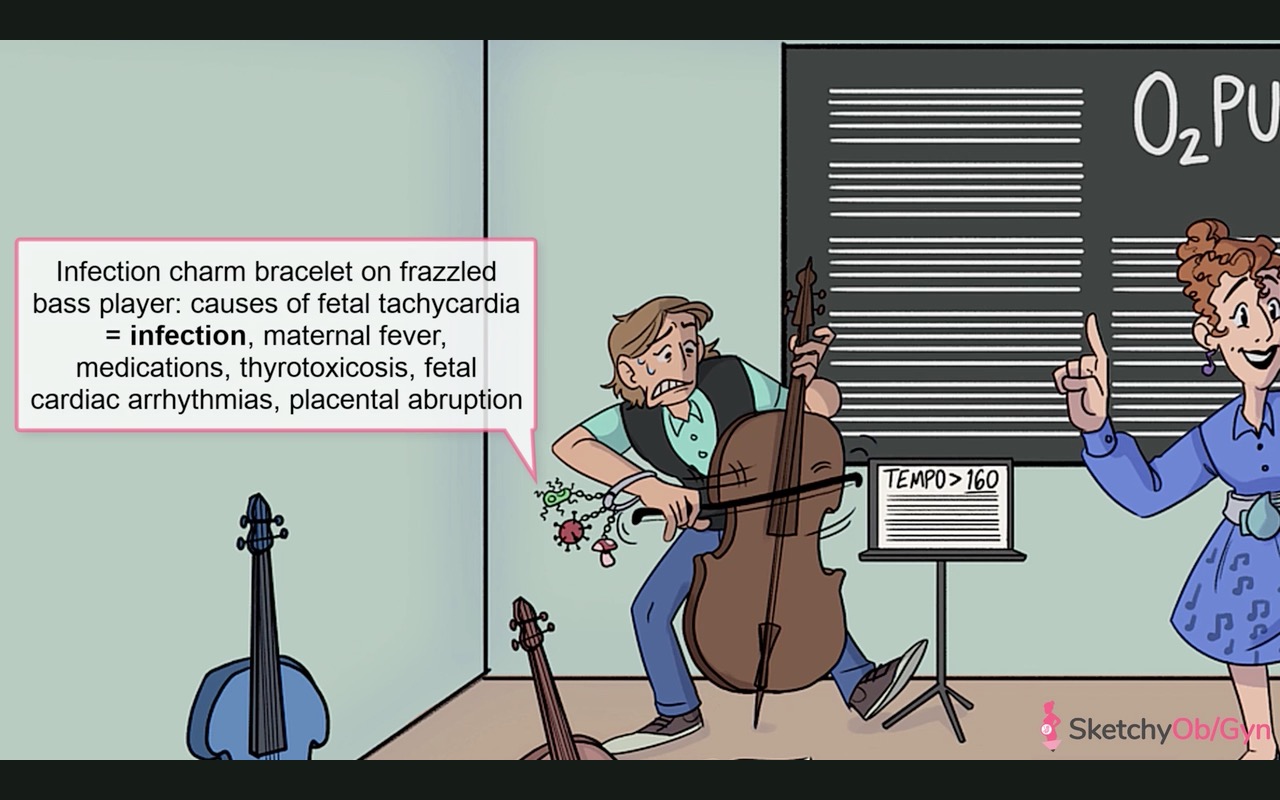 O₂ PU
Infection charm bracelet on frazzled
bass player: causes of fetal tachycardia
= infection, maternal fever,
medications, thyrotoxicosis, fetal
cardiac arrhythmias, placental abruption
TEMPO > 160
SketchyOb/Gyn